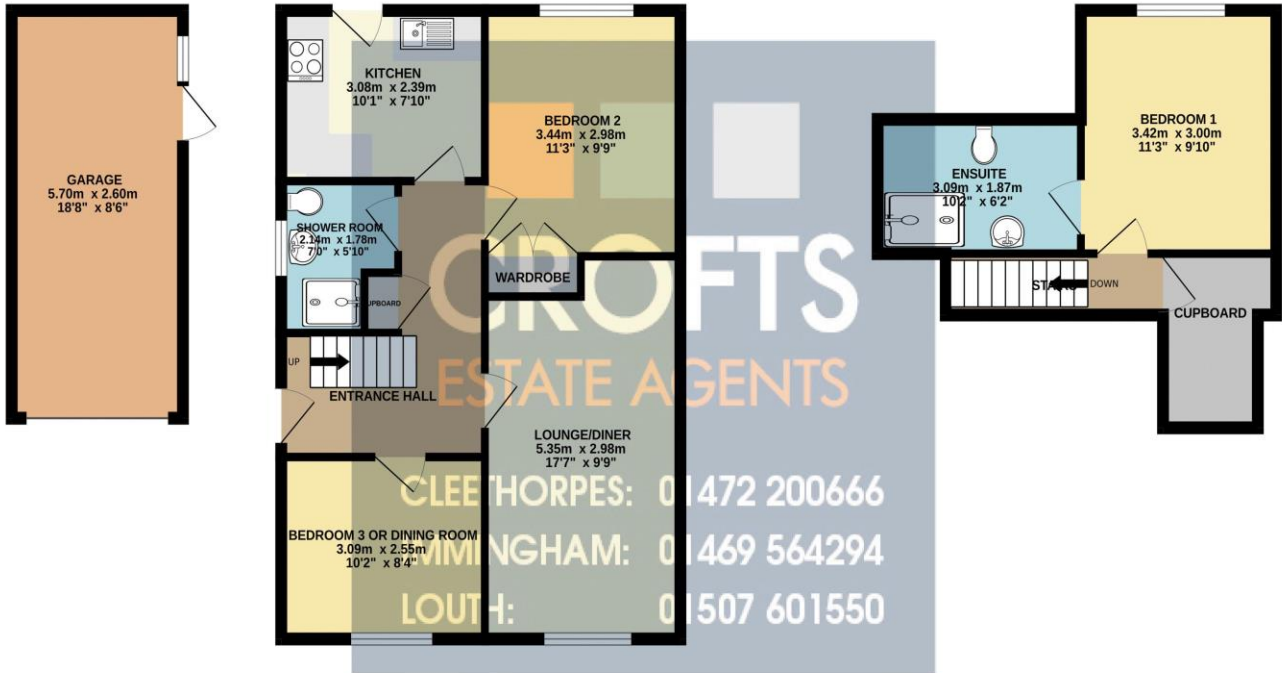 GARAGE
5.70m x 2.60m
18'8" x 8'6"
KITCHEN
3.08m x 2.39m
10'1" x 7'10"
BEDROOM 2
3.44m x 2.98m
11'3" x 9'9"
SHOWER ROOM
2.14m x 1.78m
7'0" x 5'10"
WARDROBE
UPBOARD
UP
ENTRANCE HALL
LOUNGE/DINER
5.35m x 2.98m
17'7" x 9'9"
BEDROOM 3 OR DINING ROOM
3.09m x 2.55m
10'2" x 8'4"
BEDROOM 1
3.42m x 3.00m
11'3" x 9'10"
ENSUITE
3.09m x 1.87m
10'2" x 6'2"
DOWN
CUPBOARD
CROFTS
ESTATE AGENTS
CLEETHORPES: 01472 200666
IMMINGHAM: 01469 564294
LOUTH: 01507 601550